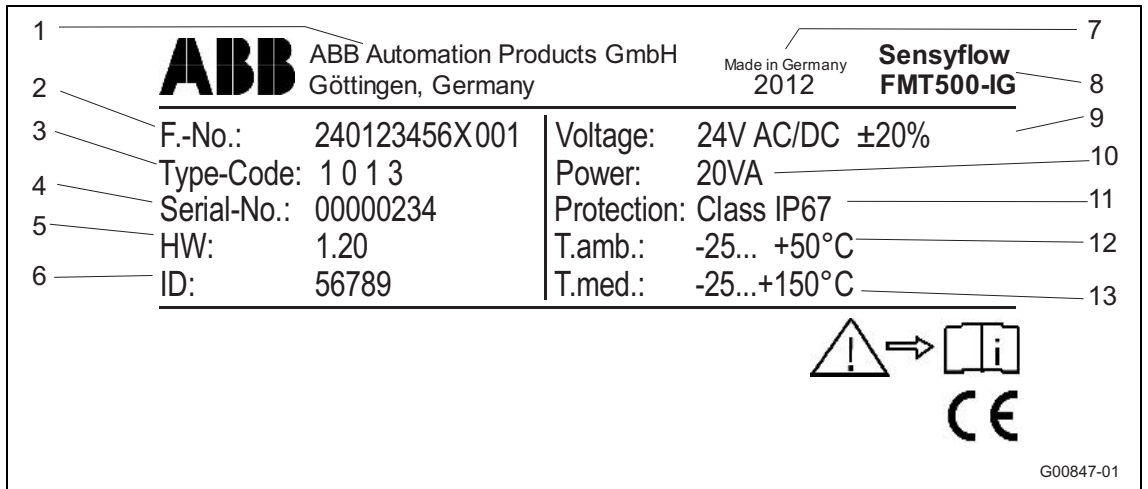 1
ABB
ABB Automation Products GmbH
Göttingen, Germany
Made in Germany
2012
Sensyflow
FMT500-IG
7
8
2
F.-No.: 240123456X001
3
Type-Code: 1 0 1 3
4
Serial-No.: 00000234
5
HW: 1.20
6
ID: 56789
Voltage: 24V AC/DC ±20%
9
Power: 20VA
10
Protection: Class IP67
11
T.amb.: -25... +50°C
12
T.med.: -25...+150°C
13
! i
CE
G00847-01